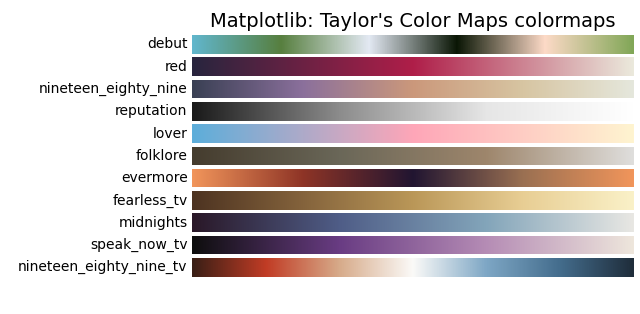 Matplotlib: Taylor's Color Maps colormaps
debut
red
nineteen_eighty_nine
reputation
lover
folklore
evermore
fearless_tv
midnights
speak_now_tv
nineteen_eighty_nine_tv